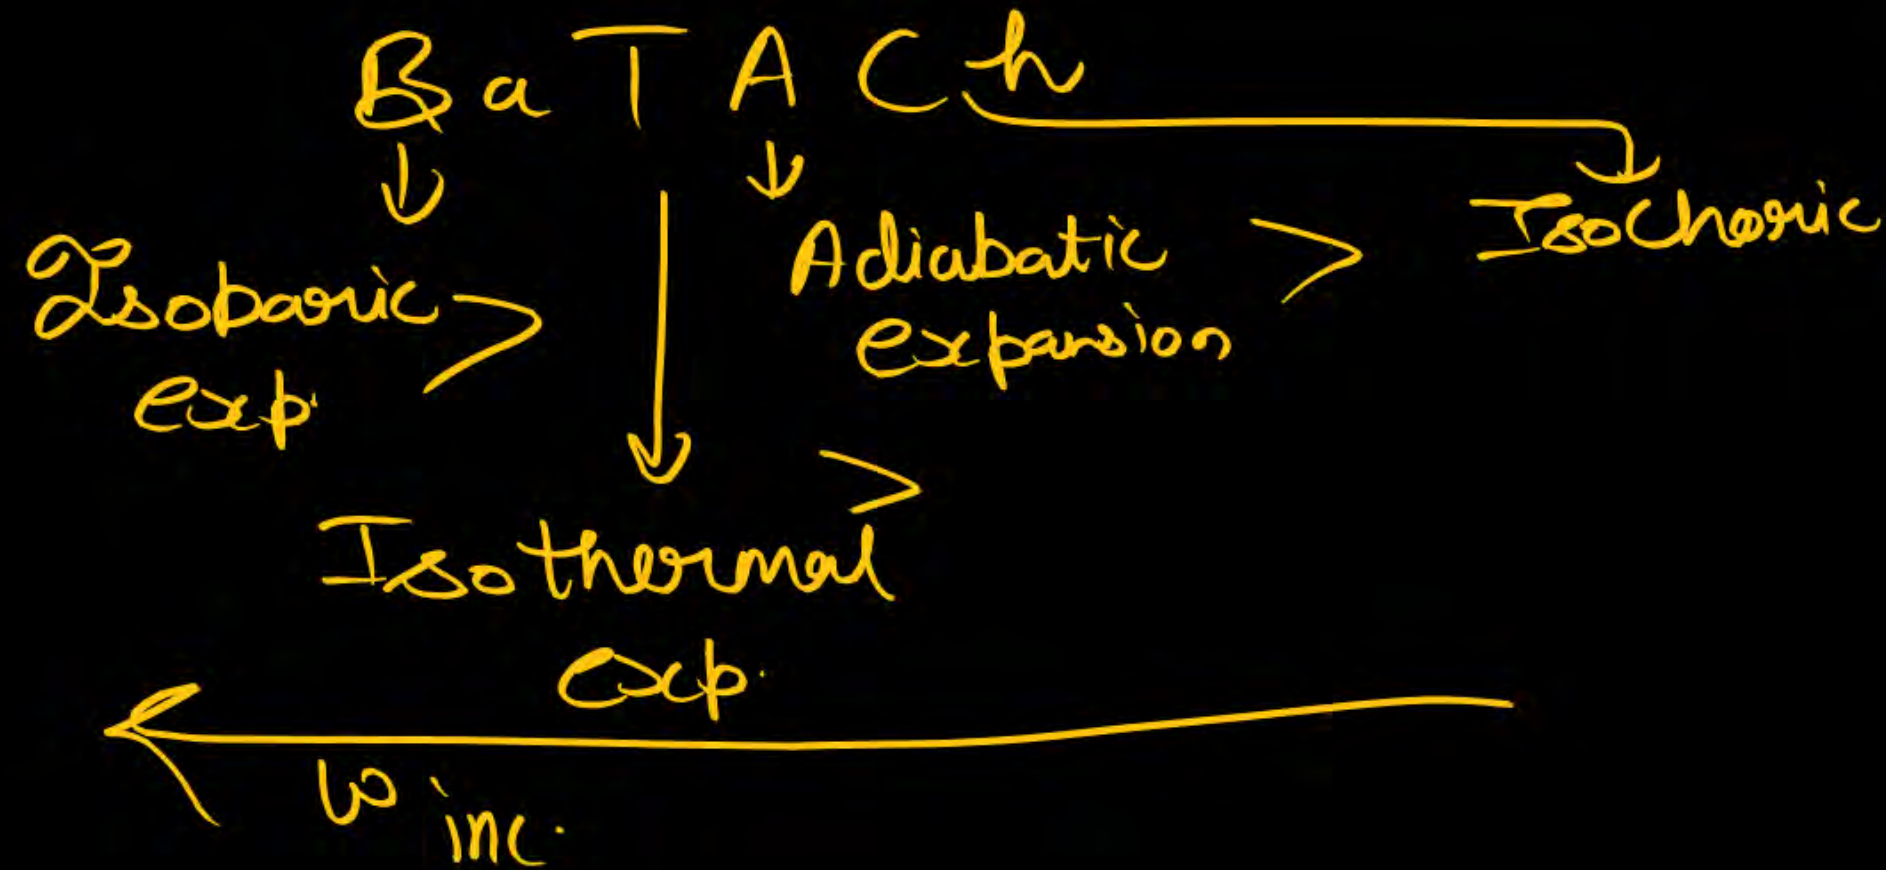 BaTACh
Isobaric > Adiabatic > Isochoric
exp. expansion
Isothermal >
exp.
W inc.